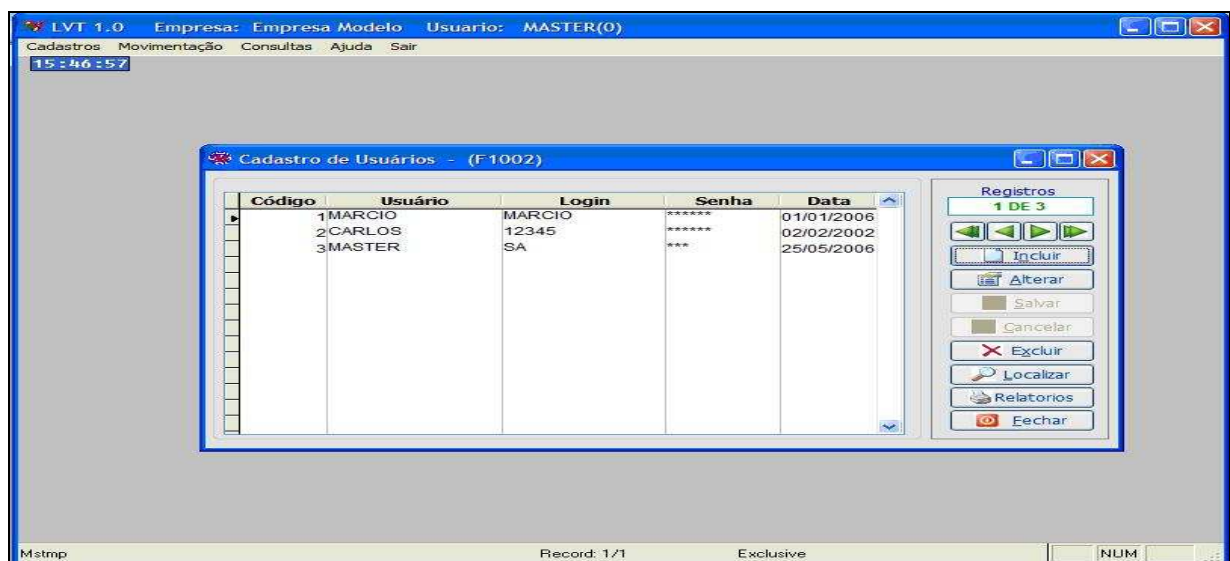 LVT 1.0 Empresa: Empresa Modelo Usuario: MASTER(0)
Cadastros Movimentação Consultas Ajuda Sair
15:46:57
Cadastro de Usuários - (F1002)
Código Usuário Login Senha Data
1 MARCIO MARCIO ****** 01/01/2006
2 CARLOS 12345 ****** 02/02/2002
3 MASTER SA *** 25/05/2006
Registros
1 DE 3
Incluir
Alterar
Salvar
Cancelar
Excluir
Localizar
Relatorios
Fechar
Mstmp Record: 1/1 Exclusive NUM